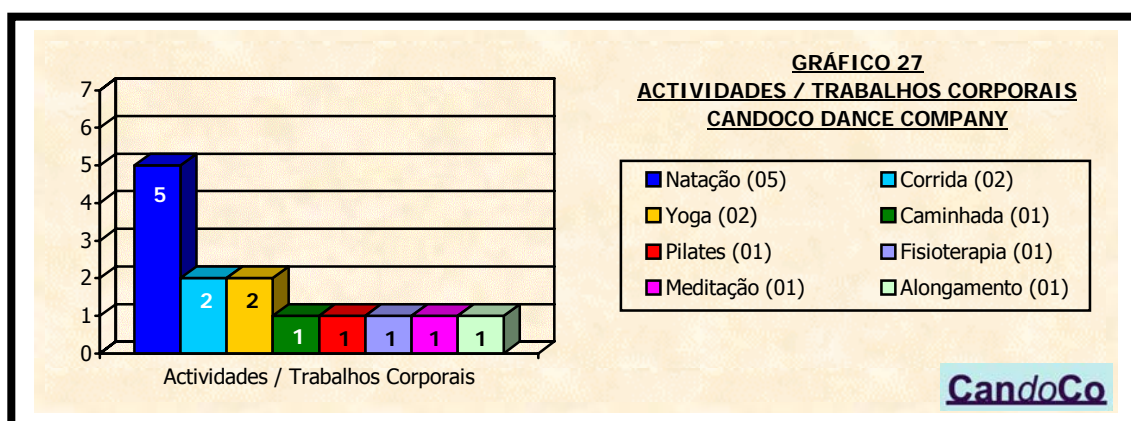 GRÁFICO 27
ACTIVIDADES / TRABALHOS CORPORAIS
CANDOCO DANCE COMPANY
7
6
5
4
3
2
1
0
5
2
2
1
1
1
1
1
Actividades / Trabalhos Corporais
Natação (05) Corrida (02)
Yoga (02) Caminhada (01)
Pilates (01) Fisioterapia (01)
Meditação (01) Alongamento (01)
CandoCo